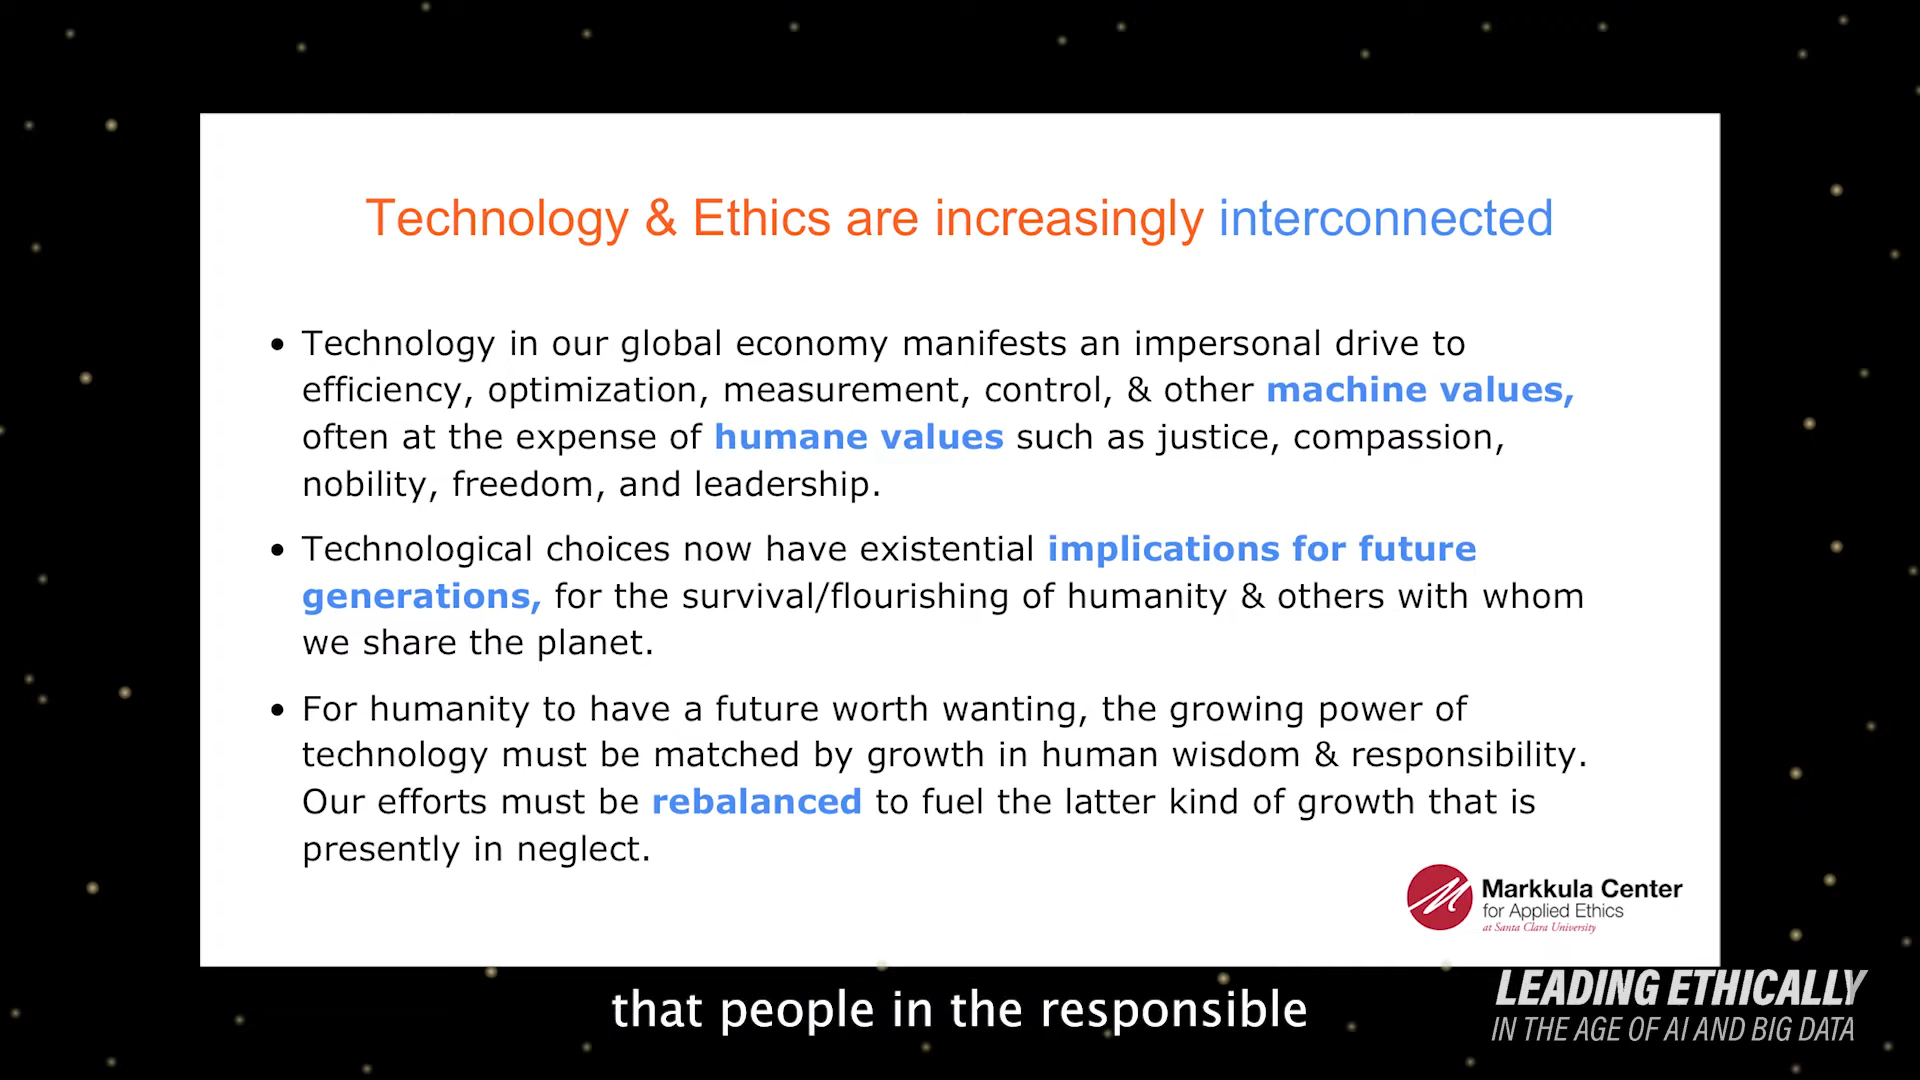 Technology & Ethics are increasingly interconnected
• Technology in our global economy manifests an impersonal drive to
efficiency, optimization, measurement, control, & other machine values,
often at the expense of humane values such as justice, compassion,
nobility, freedom, and leadership.
• Technological choices now have existential implications for future
generations, for the survival/flourishing of humanity & others with whom
we share the planet.
• For humanity to have a future worth wanting, the growing power of
technology must be matched by growth in human wisdom & responsibility.
Our efforts must be rebalanced to fuel the latter kind of growth that is
presently in neglect.
Markkula Center
for Applied Ethics
at Santa Clara University
that people in the responsible
LEADING ETHICALLY
IN THE AGE OF AI AND BIG DATA